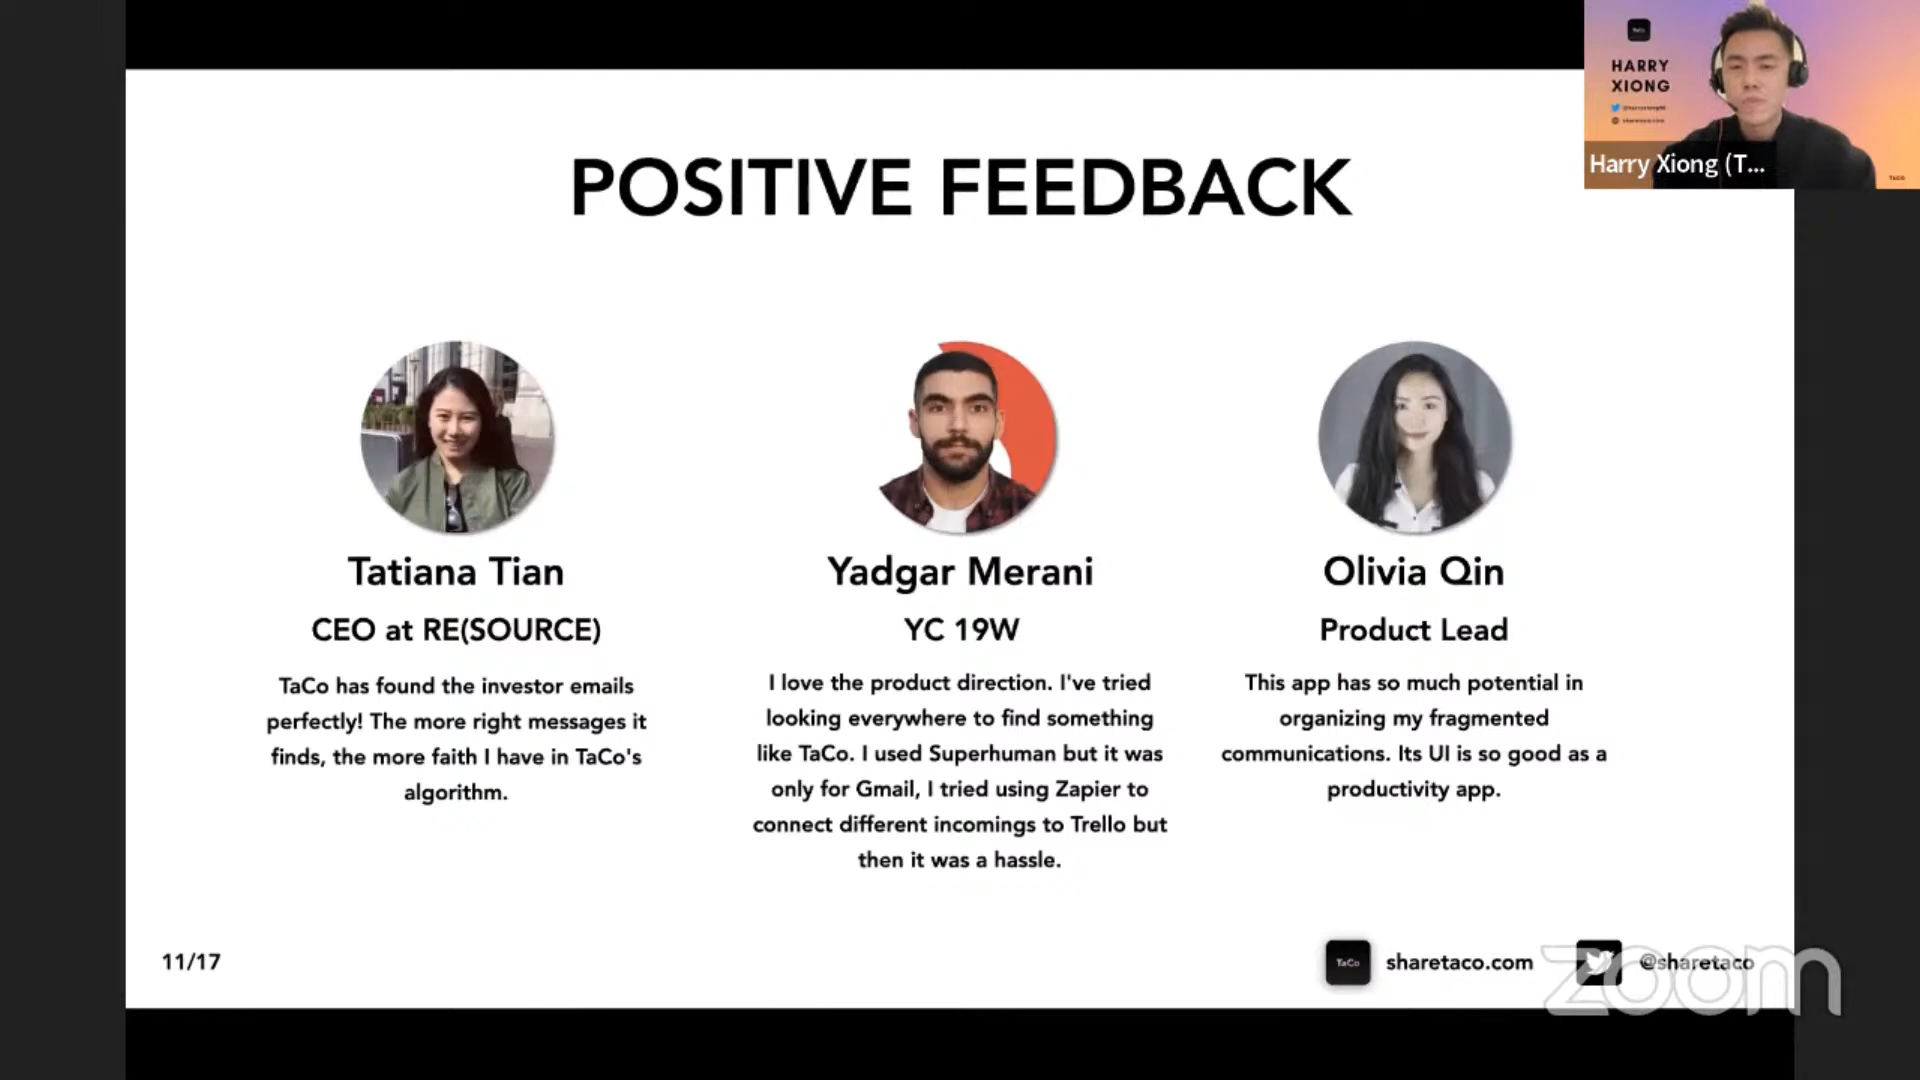 POSITIVE FEEDBACK
TaCo
HARRY
XIONG
Harry Xiong (T...
TACO
Tatiana Tian
CEO at RE(SOURCE)
TaCo has found the investor emails
perfectly! The more right messages it
finds, the more faith I have in TaCo's
algorithm.
Yadgar Merani
YC 19W
I love the product direction. I've tried
looking everywhere to find something
like TaCo. I used Superhuman but it was
only for Gmail, I tried using Zapier to
connect different incomings to Trello but
then it was a hassle.
Olivia Qin
Product Lead
This app has so much potential in
organizing my fragmented
communications. Its UI is so good as a
productivity app.
11/17
TaCo
sharetaco.com
@sharetaco
zoom